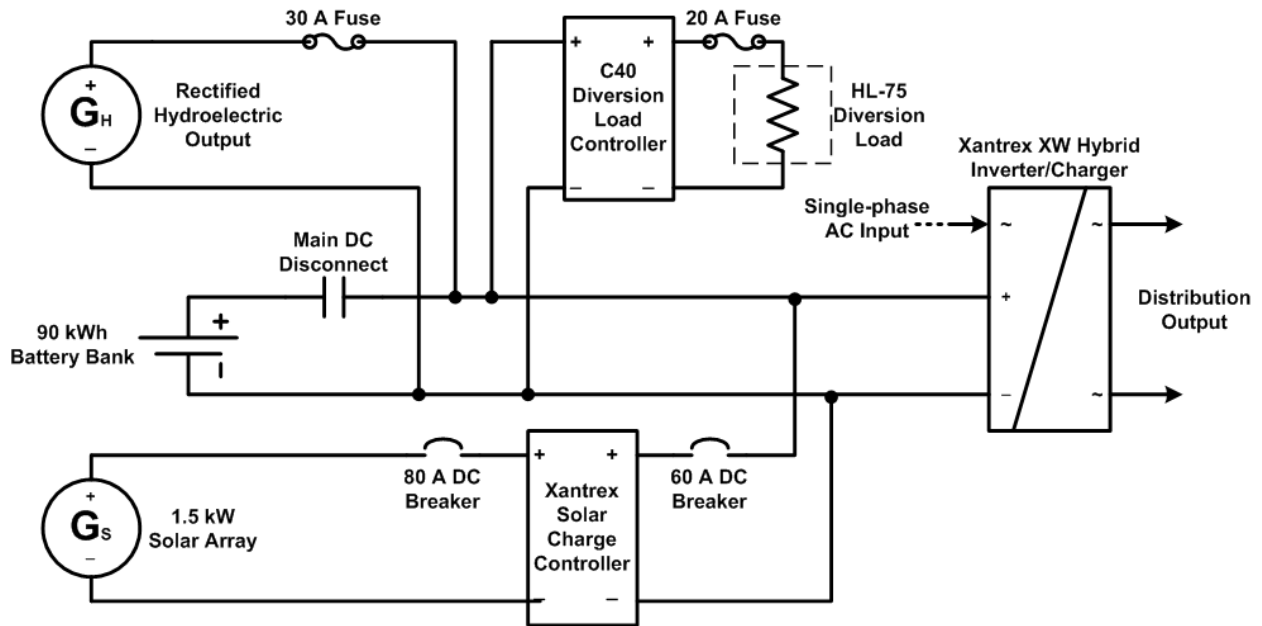 30 A Fuse
+
G H
–
Rectified
Hydroelectric
Output
20 A Fuse
+ +
C40
Diversion
Load
Controller
– –
HL-75
Diversion
Load
Xantrex XW Hybrid
Inverter/Charger
Single-phase
AC Input
~ ~
+
– ~
Distribution
Output
Main DC
Disconnect
90 kWh
Battery Bank
+
–
80 A DC
Breaker
+ +
Xantrex
Solar
Charge
Controller
– –
60 A DC
Breaker
+
G S
–
1.5 kW
Solar Array